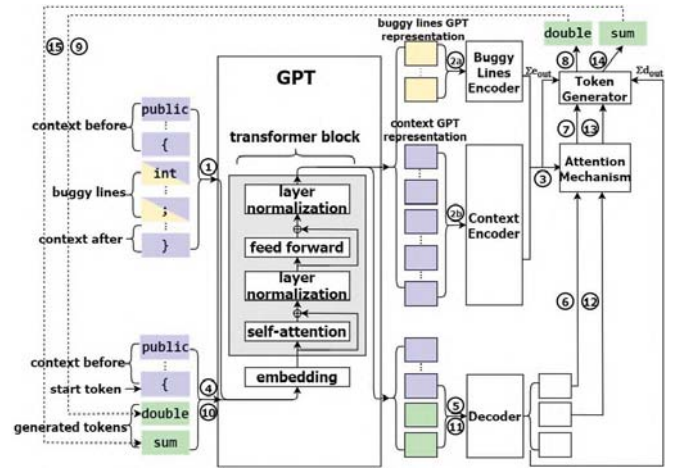 ⑮
⑨
buggy lines GPT
representation
double
sum
⑧
⑭
2a
Buggy
Lines
Encoder
Σe_out
Token
Generator
Σd_out
GPT
context before
public
{
context GPT
representation
transformer block
⑦
⑬
buggy lines
int
;
①
layer
normalization
2b
Context
Encoder
③
Attention
Mechanism
context after
}
feed forward
layer
normalization
⑥
⑫
self-attention
context before
public
{
start token
④
embedding
generated tokens
double
sum
⑩
⑤
⑪
Decoder